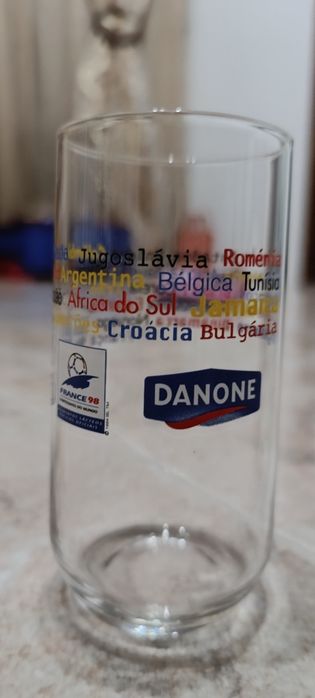 Jugoslávia Roménia
Argentina Bélgica Tunísia
África do Sul Jamaica
Croácia Bulgária
FRANCE 98
DANONE